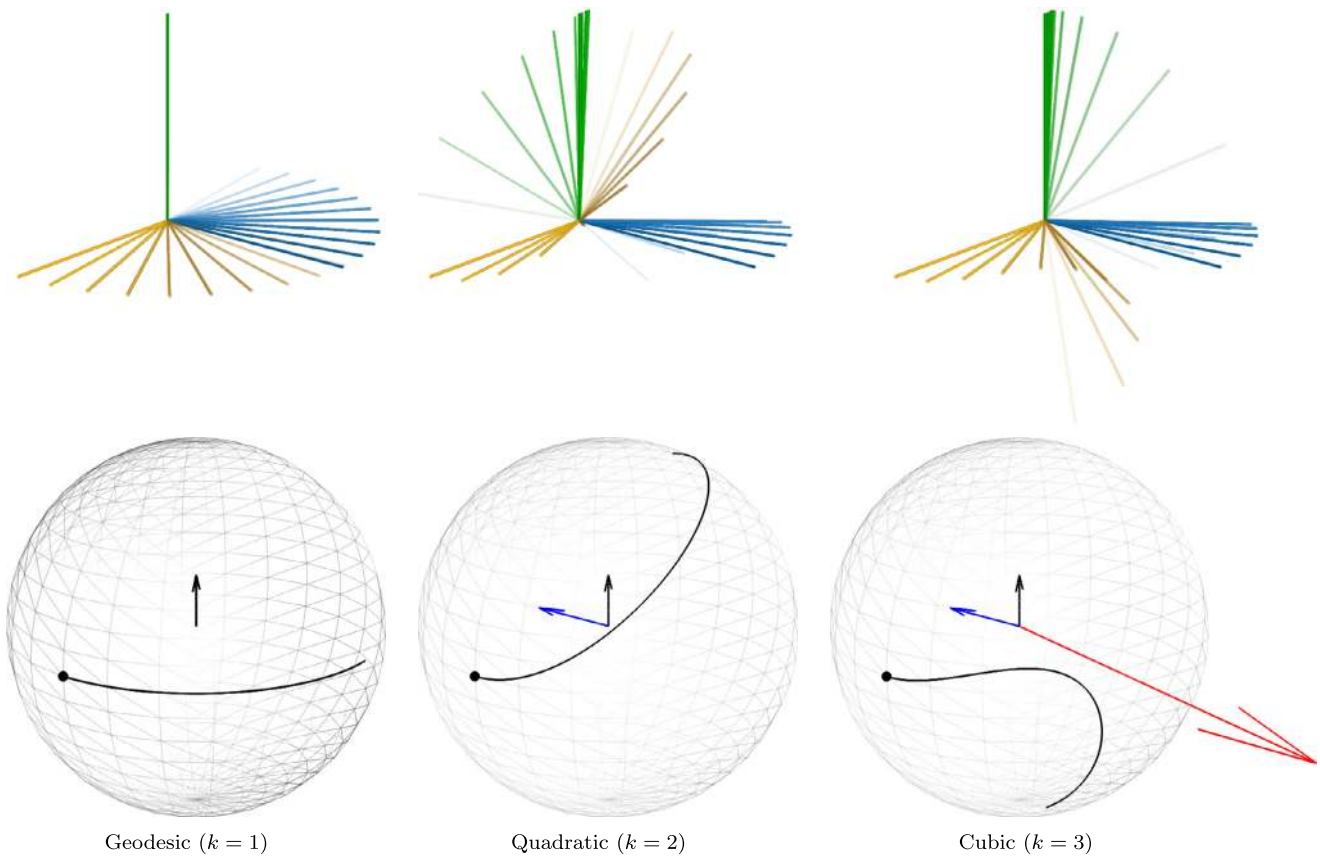 Geodesic (k = 1)
Quadratic (k = 2)
Cubic (k = 3)